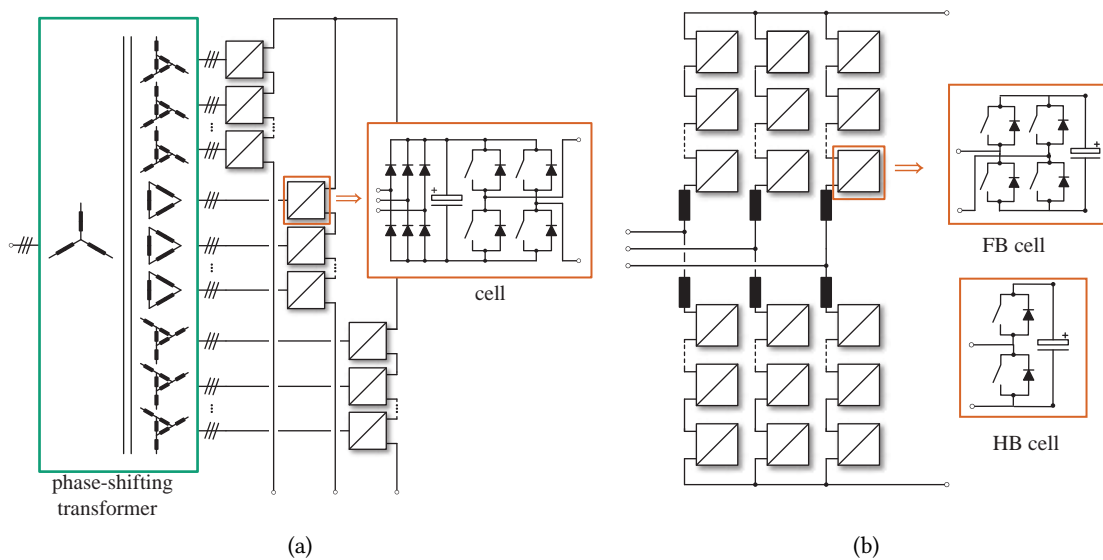 cell
phase-shifting
transformer
FB cell
HB cell
(a)
(b)
+
+
+